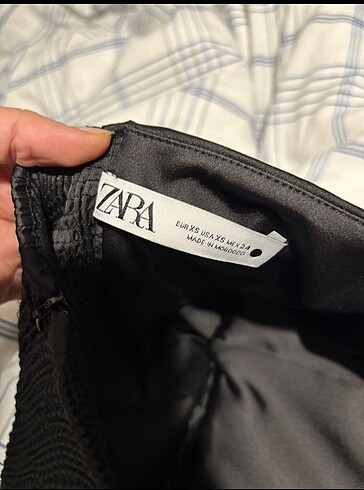 ZARA
EUR XS USA XS MEX 24
MADE IN MOROCCO